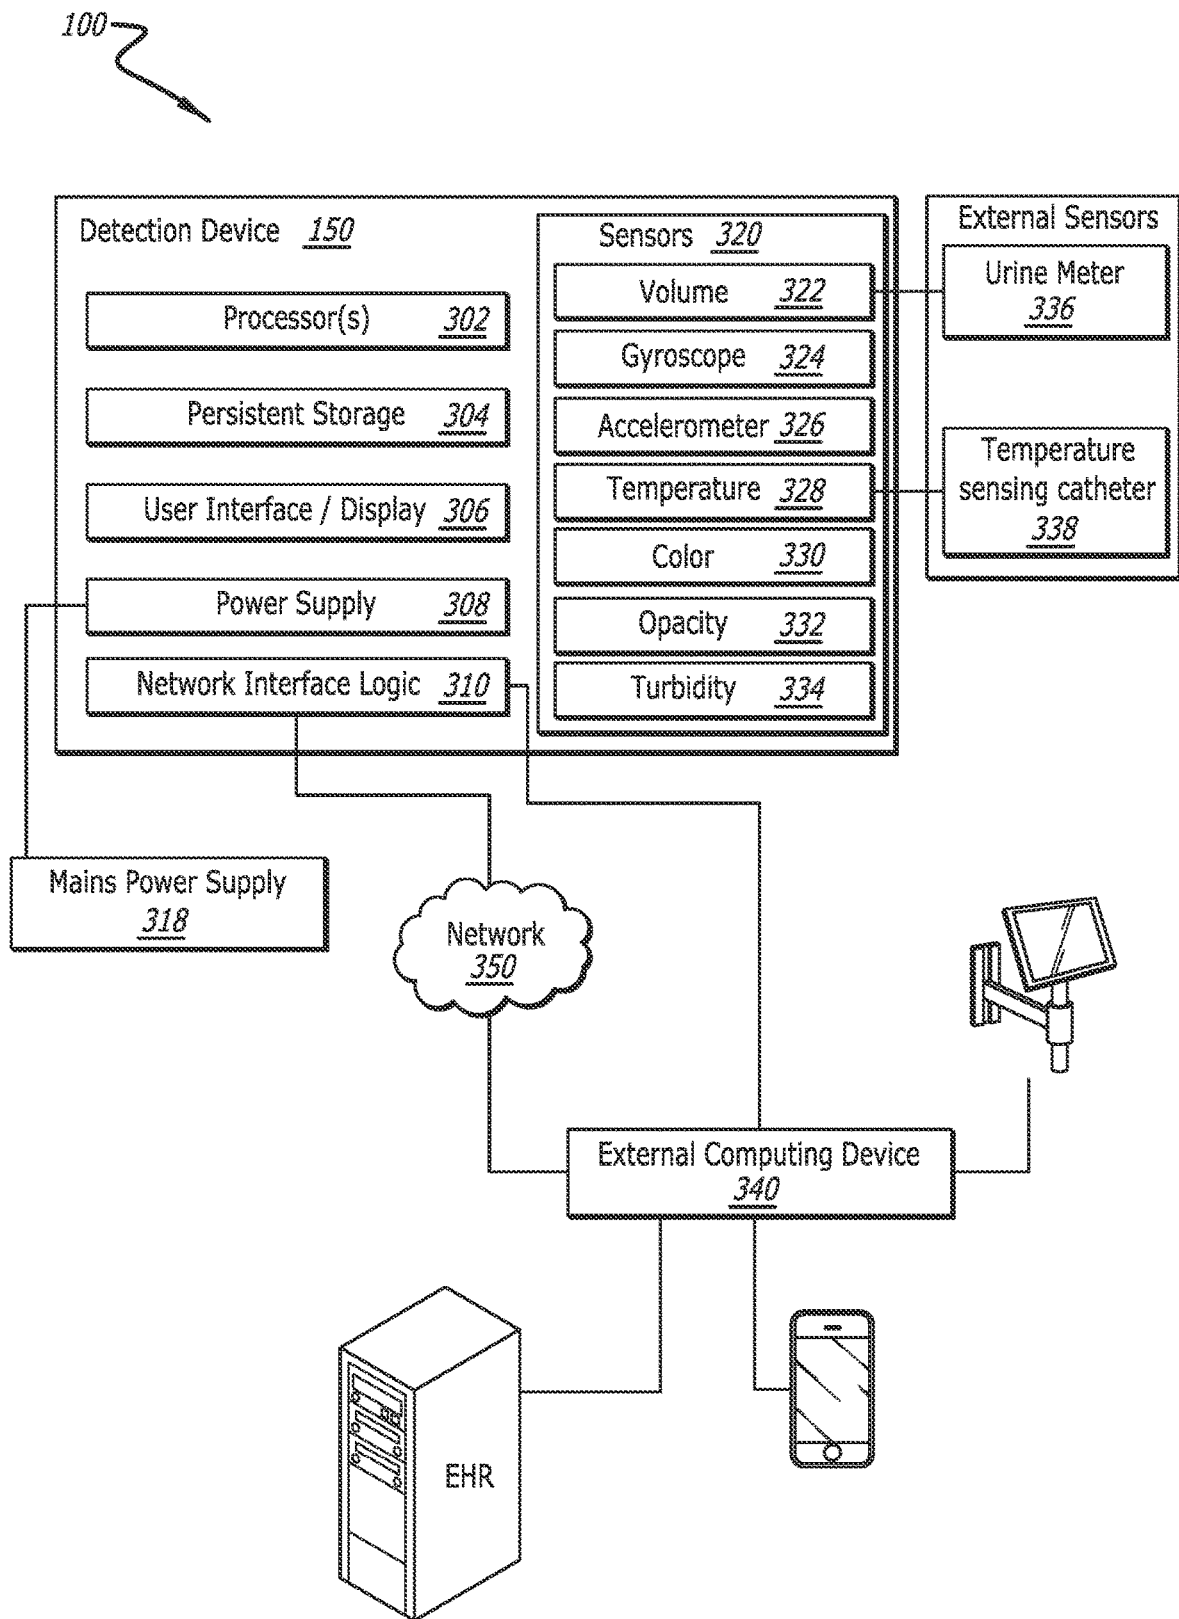 100
Detection Device 150
Processor(s) 302
Persistent Storage 304
User Interface / Display 306
Power Supply 308
Network Interface Logic 310
Sensors 320
Volume 322
Gyroscope 324
Accelerometer 326
Temperature 328
Color 330
Opacity 332
Turbidity 334
External Sensors
Urine Meter
336
Temperature
sensing catheter
338
Mains Power Supply
318
Network
350
External Computing Device
340
EHR